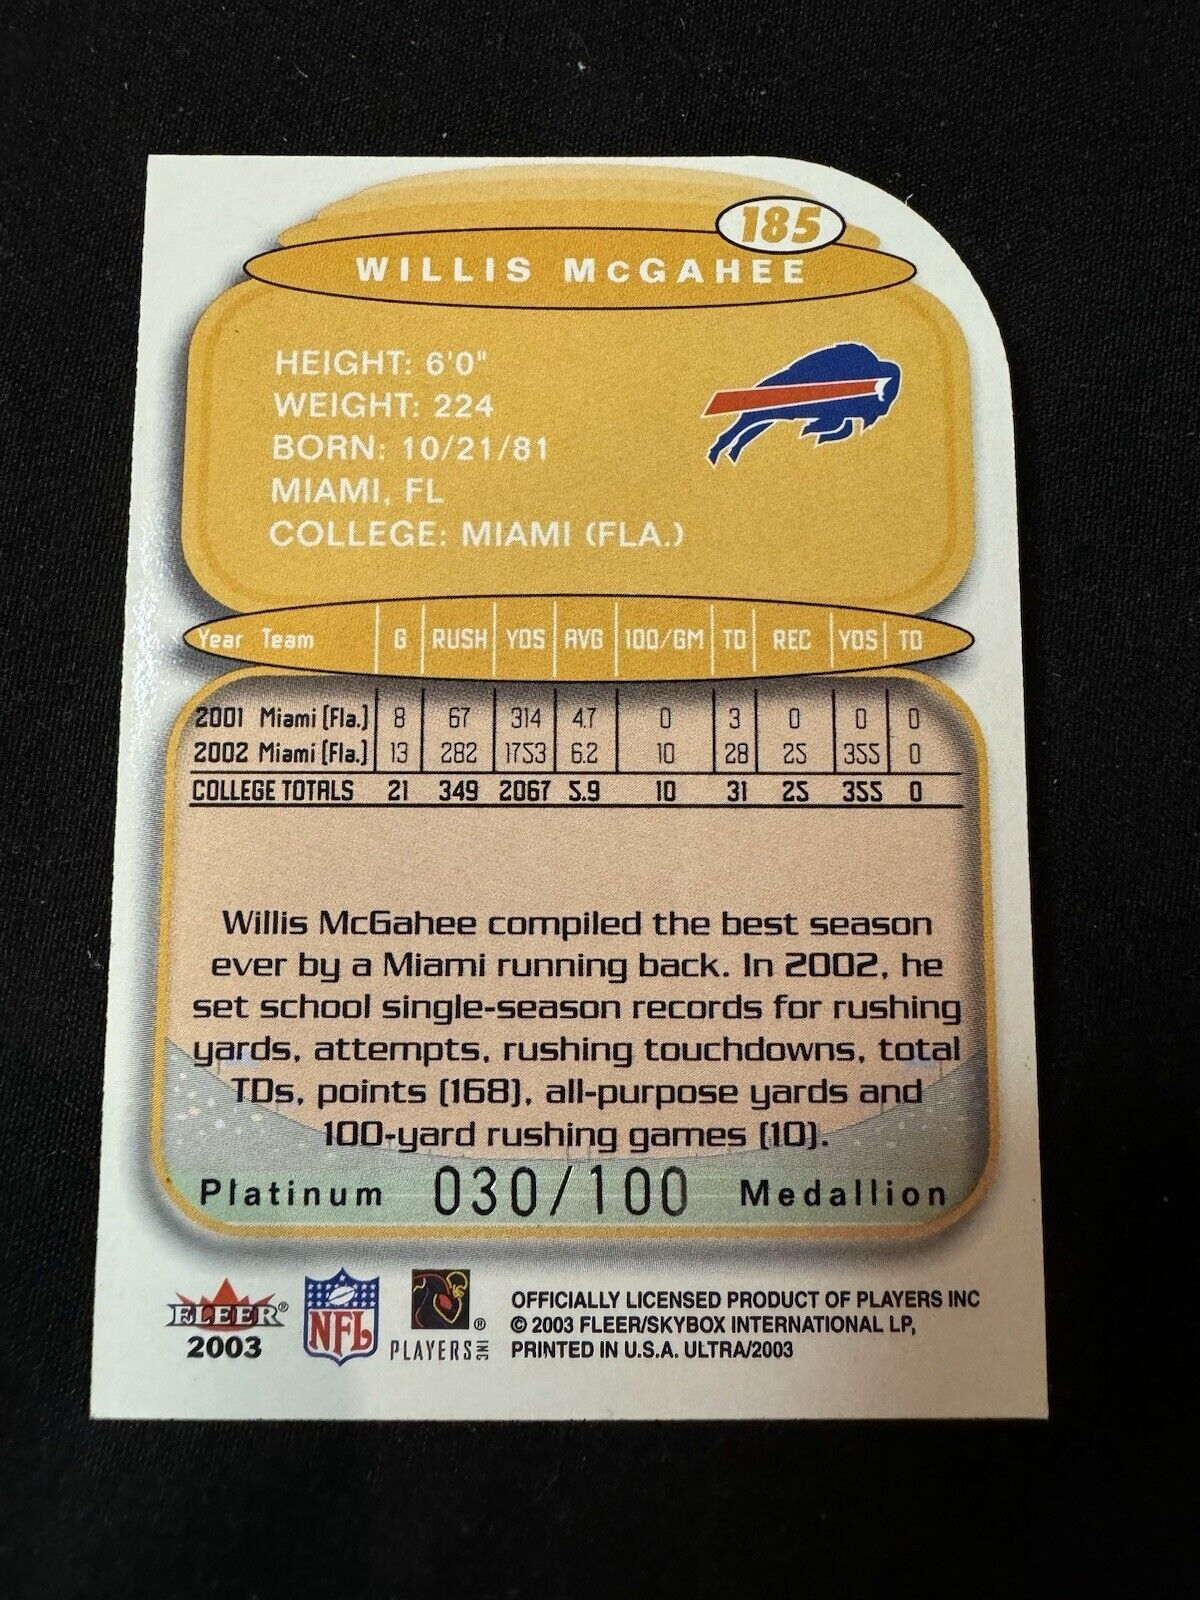 185
WILLIS McGAHEE
HEIGHT: 6'0"
WEIGHT: 224
BORN: 10/21/81
MIAMI, FL
COLLEGE: MIAMI (FLA.)
Year Team G RUSH YDS AVG 100/GM TD REC YDS TD
2001 Miami (Fla.) 8 67 314 4.7 0 3 0 0 0
2002 Miami (Fla.) 13 282 1753 6.2 10 28 25 355 0
COLLEGE TOTALS 21 349 2067 5.9 10 31 25 355 0
Willis McGahee compiled the best season
ever by a Miami running back. In 2002, he
set school single-season records for rushing
yards, attempts, rushing touchdowns, total
TDs, points (168), all-purpose yards and
100-yard rushing games (10).
Platinum 030/100 Medallion
FLEER®
2003
NFL
PLAYERS INC ®
OFFICIALLY LICENSED PRODUCT OF PLAYERS INC
© 2003 FLEER/SKYBOX INTERNATIONAL LP,
PRINTED IN U.S.A. ULTRA/2003